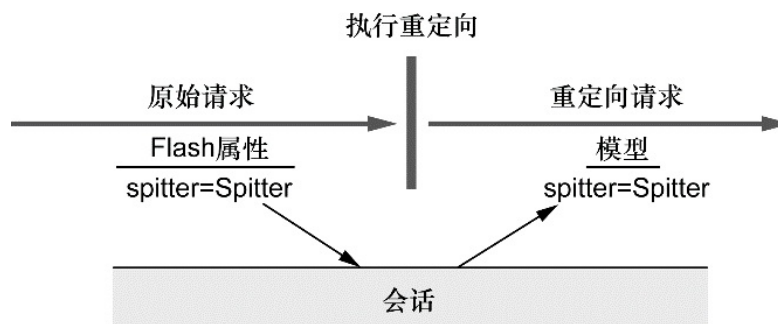 执行重定向
原始请求
重定向请求
Flash属性
模型
spitter=Spitter
spitter=Spitter
会话